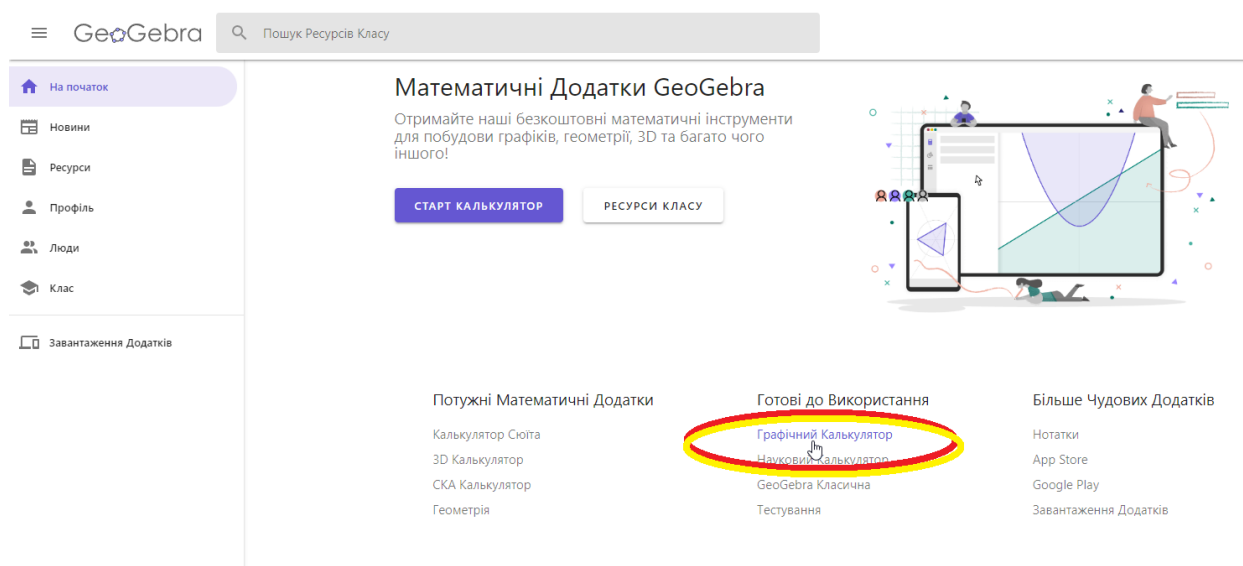 GeoGebra
Пошук Ресурсів Класу
На початок
Новини
Ресурси
Профіль
Люди
Клас
Завантаження Додатків
Математичні Додатки GeoGebra
Отримайте наші безкоштовні математичні інструменти
для побудови графіків, геометрії, 3D та багато чого
іншого!
СТАРТ КАЛЬКУЛЯТОР
РЕСУРСИ КЛАСУ
Потужні Математичні Додатки
Калькулятор Сюїта
3D Калькулятор
СКА Калькулятор
Геометрія
Готові до Використання
Графічний Калькулятор
Науковий Калькулятор
GeoGebra Класична
Тестування
Більше Чудових Додатків
Нотатки
App Store
Google Play
Завантаження Додатків